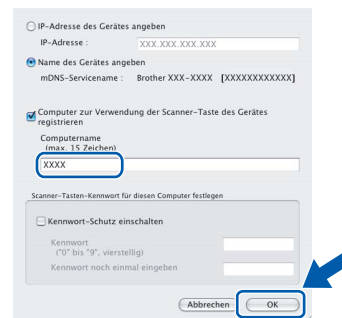 IP-Adresse des Gerätes angeben
IP-Adresse : XXX.XXX.XXX.XXX
Name des Gerätes angeben
mDNS-Servicename : Brother XXX-XXXX [XXXXXXXXXXXX]
Computer zur Verwendung der Scanner-Taste des Gerätes
registrieren
Computername
(max. 15 Zeichen)
XXXX
Scanner-Tasten-Kennwort für diesen Computer festlegen
Kennwort-Schutz einschalten
Kennwort
("0" bis "9", vierstellig)
Kennwort noch einmal eingeben
Abbrechen OK